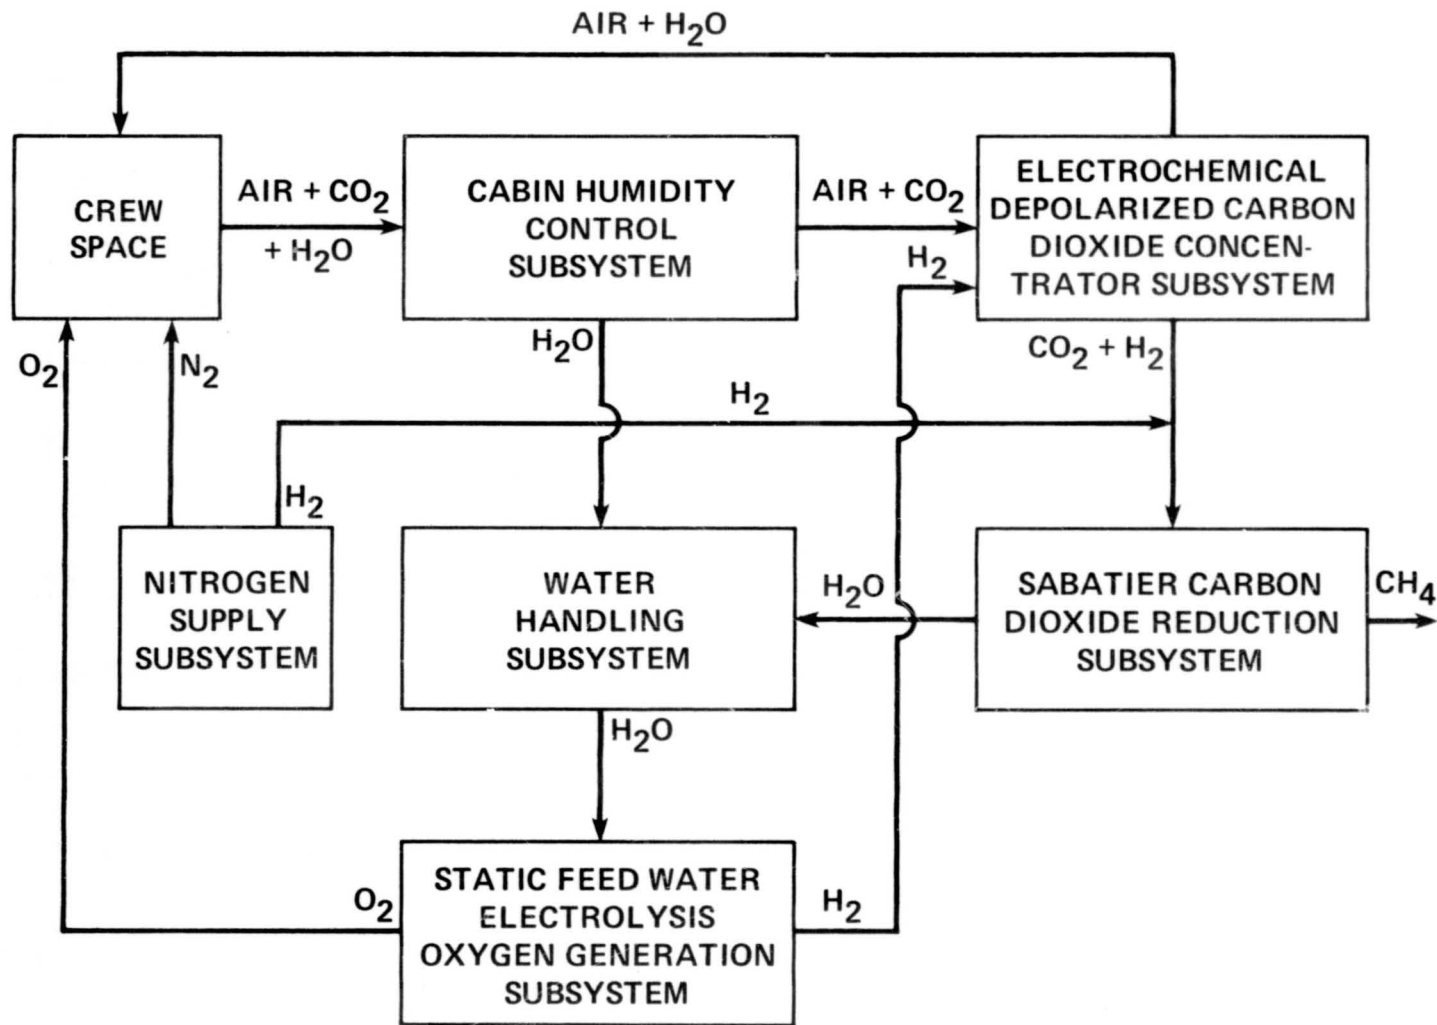 AIR + H₂O
CREW
SPACE
AIR + CO₂
+ H₂O
CABIN HUMIDITY
CONTROL
SUBSYSTEM
AIR + CO₂
H₂
ELECTROCHEMICAL
DEPOLARIZED CARBON
DIOXIDE CONCEN-
TRATOR SUBSYSTEM
O₂
N₂
H₂O
CO₂ + H₂
H₂
H₂
NITROGEN
SUPPLY
SUBSYSTEM
WATER
HANDLING
SUBSYSTEM
H₂O
SABATIER CARBON
DIOXIDE REDUCTION
SUBSYSTEM
CH₄
H₂O
O₂
STATIC FEED WATER
ELECTROLYSIS
OXYGEN GENERATION
SUBSYSTEM
H₂